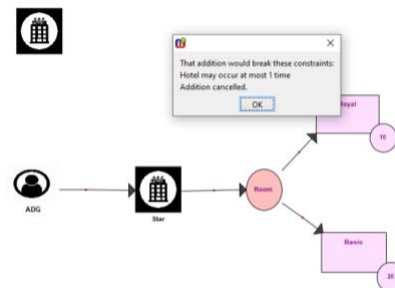 That addition would break these constraints:
Hotel may occur at most 1 time
Addition cancelled.
OK
oyal
10
ADG
Star
Room
Basic
20